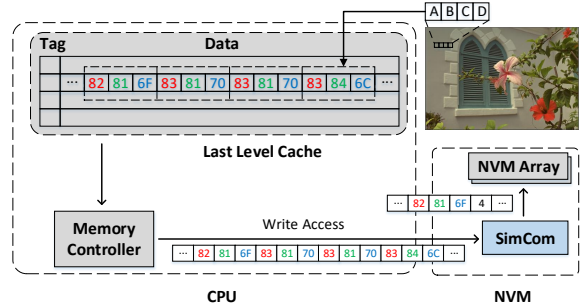 A B C D
Tag Data
... 82 81 6F 83 81 70 83 81 70 83 84 6C ...
Last Level Cache
NVM Array
... 82 81 6F 4 ...
Memory Controller
Write Access
SimCom
... 82 81 6F 83 81 70 83 81 70 83 84 6C ...
CPU NVM